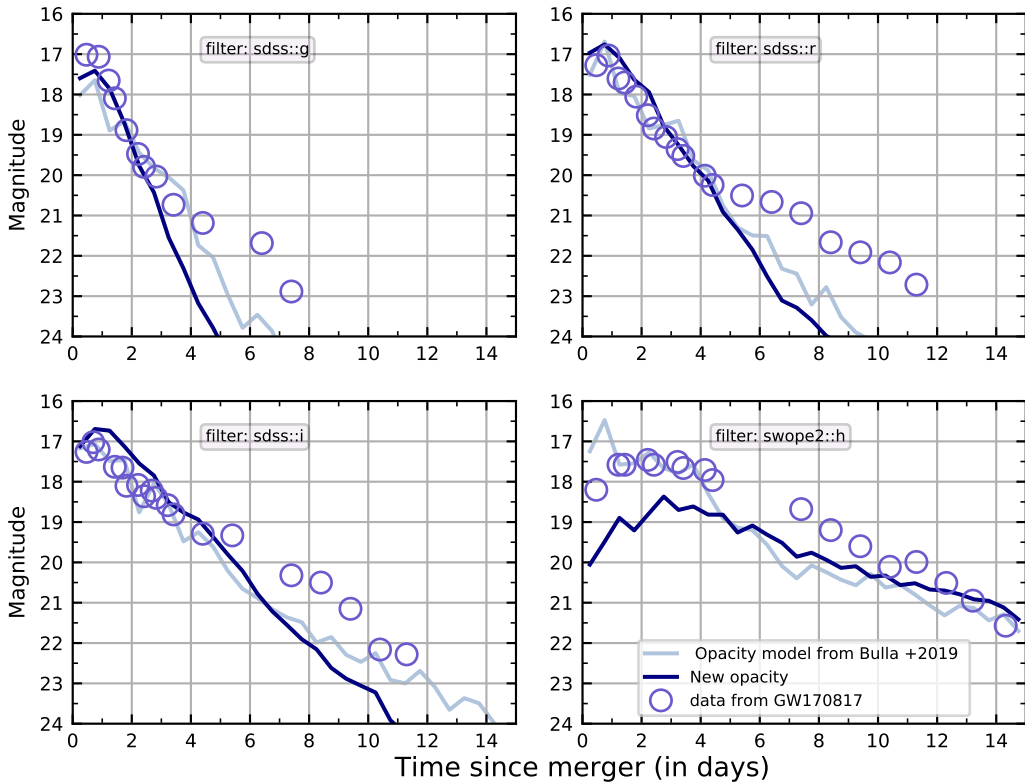 16
17
18
19
20
21
22
23
24
Magnitude
filter: sdss::g
0 2 4 6 8 10 12 14
16
17
18
19
20
21
22
23
24
filter: sdss::r
0 2 4 6 8 10 12 14
16
17
18
19
20
21
22
23
24
Magnitude
filter: sdss::i
0 2 4 6 8 10 12 14
16
17
18
19
20
21
22
23
24
filter: swope2::h
Opacity model from Bulla +2019
New opacity
data from GW170817
0 2 4 6 8 10 12 14
Time since merger (in days)